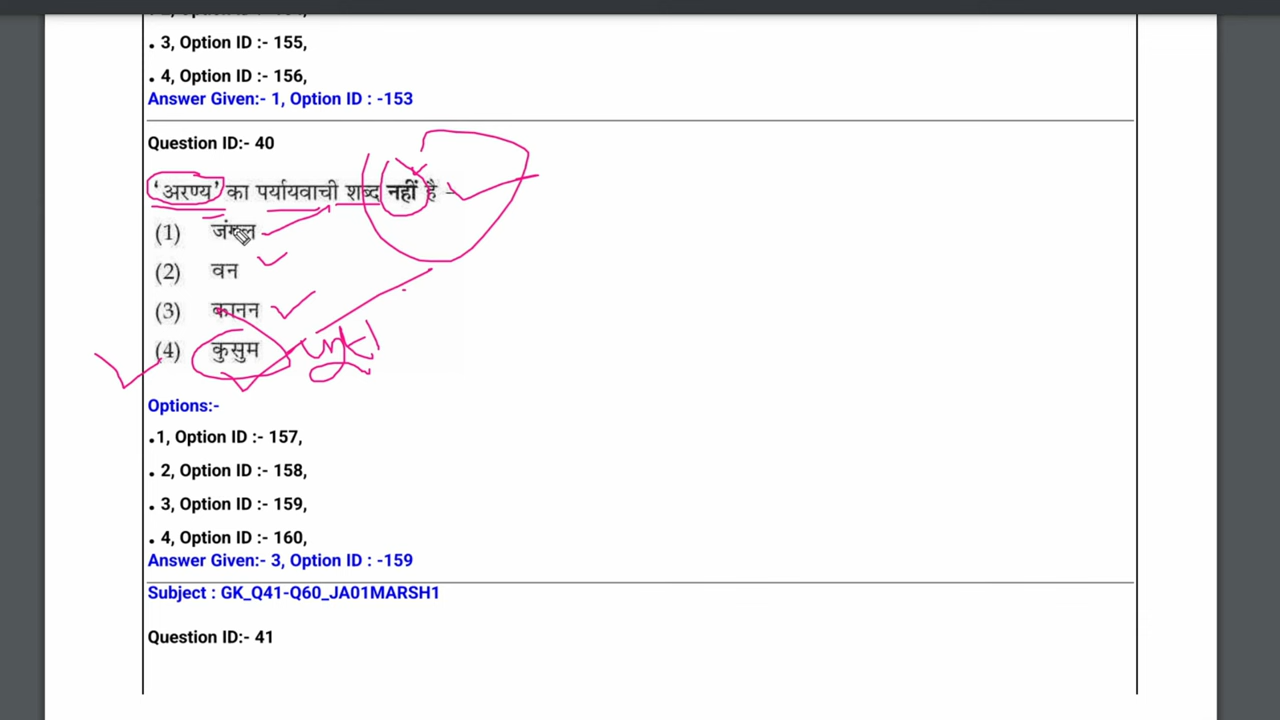 . 3, Option ID :- 155,
. 4, Option ID :- 156,
Answer Given:- 1, Option ID : -153
Question ID:- 40
'अरण्य' का पर्यायवाची शब्द नहीं है -
(1) जंगल
(2) वन
(3) कानन
(4) कुसुम
Options:-
.1, Option ID :- 157,
. 2, Option ID :- 158,
. 3, Option ID :- 159,
. 4, Option ID :- 160,
Answer Given:- 3, Option ID : -159
Subject : GK_Q41-Q60_JA01MARSH1
Question ID:- 41